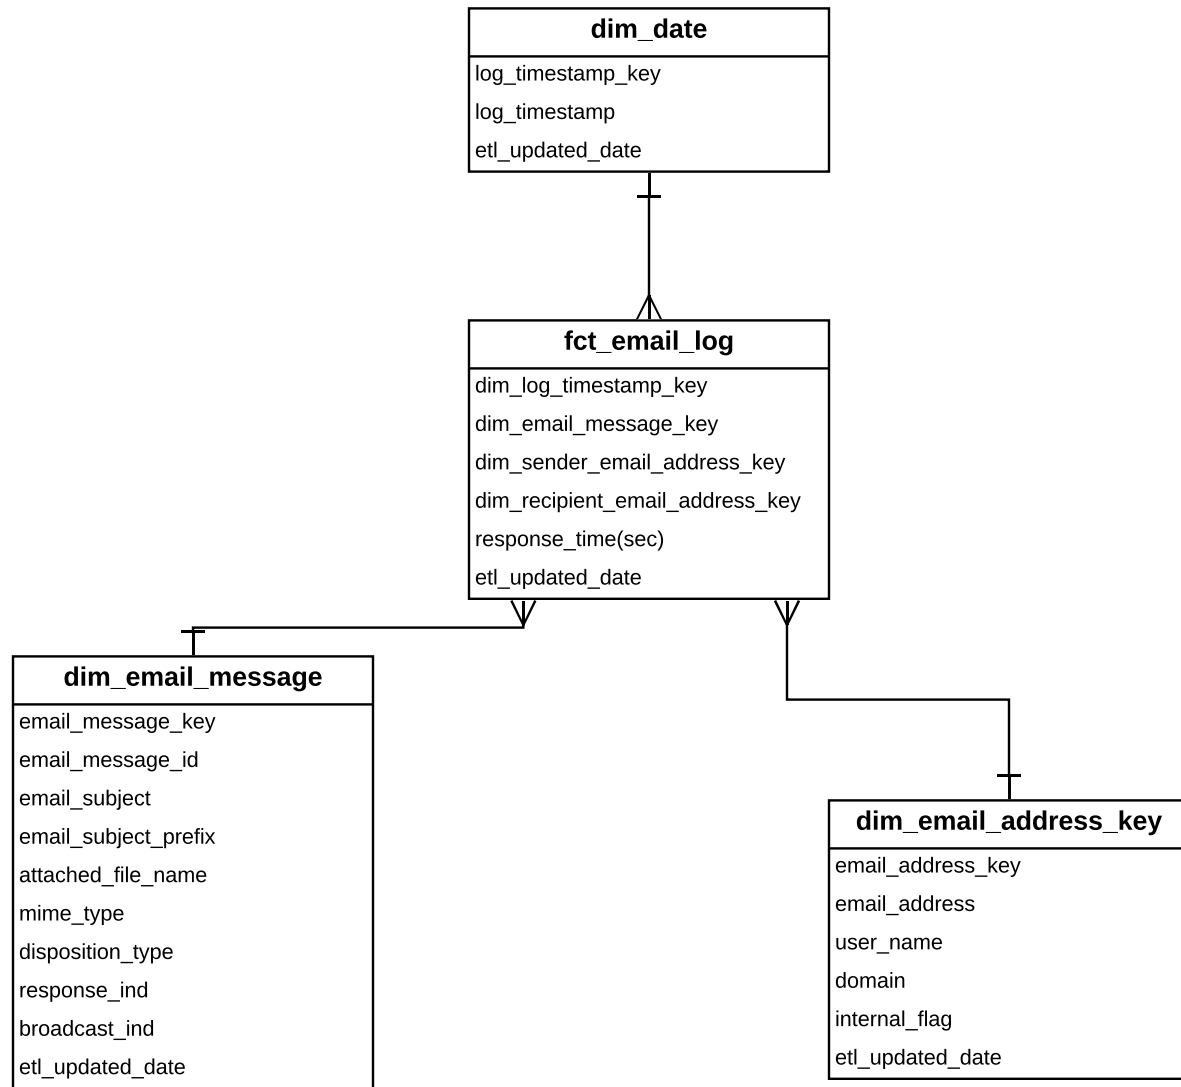 dim_date
log_timestamp_key
log_timestamp
etl_updated_date
fct_email_log
dim_log_timestamp_key
dim_email_message_key
dim_sender_email_address_key
dim_recipient_email_address_key
response_time(sec)
etl_updated_date
dim_email_message
email_message_key
email_message_id
email_subject
email_subject_prefix
attached_file_name
mime_type
disposition_type
response_ind
broadcast_ind
etl_updated_date
dim_email_address_key
email_address_key
email_address
user_name
domain
internal_flag
etl_updated_date